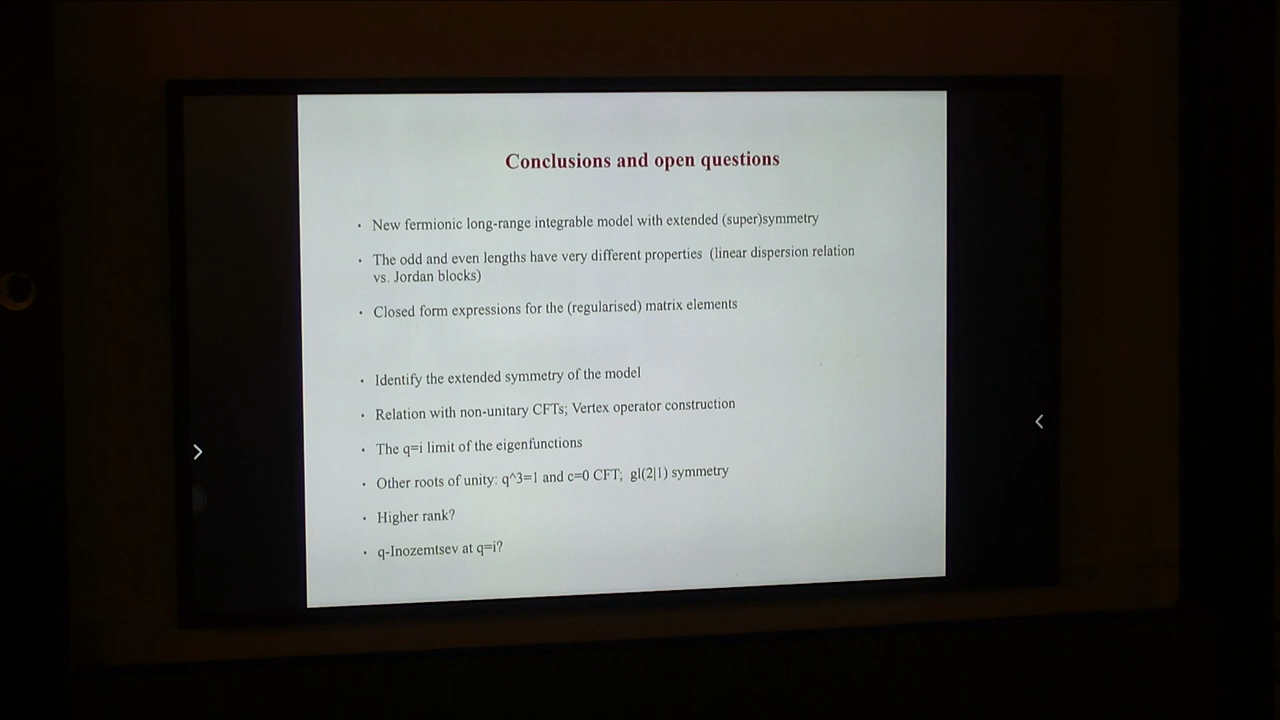 Conclusions and open questions
• New fermionic long-range integrable model with extended (super)symmetry
• The odd and even lengths have very different properties (linear dispersion relation
vs. Jordan blocks)
• Closed form expressions for the (regularised) matrix elements
• Identify the extended symmetry of the model
• Relation with non-unitary CFTs; Vertex operator construction
• The q=i limit of the eigenfunctions
• Other roots of unity: q^3=1 and c=0 CFT; gl(2|1) symmetry
• Higher rank?
• q-Inozemtsev at q=i?